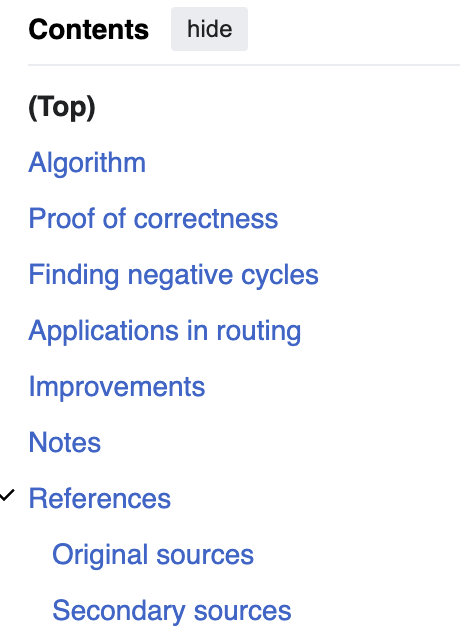 Contents hide
(Top)
Algorithm
Proof of correctness
Finding negative cycles
Applications in routing
Improvements
Notes
References
Original sources
Secondary sources